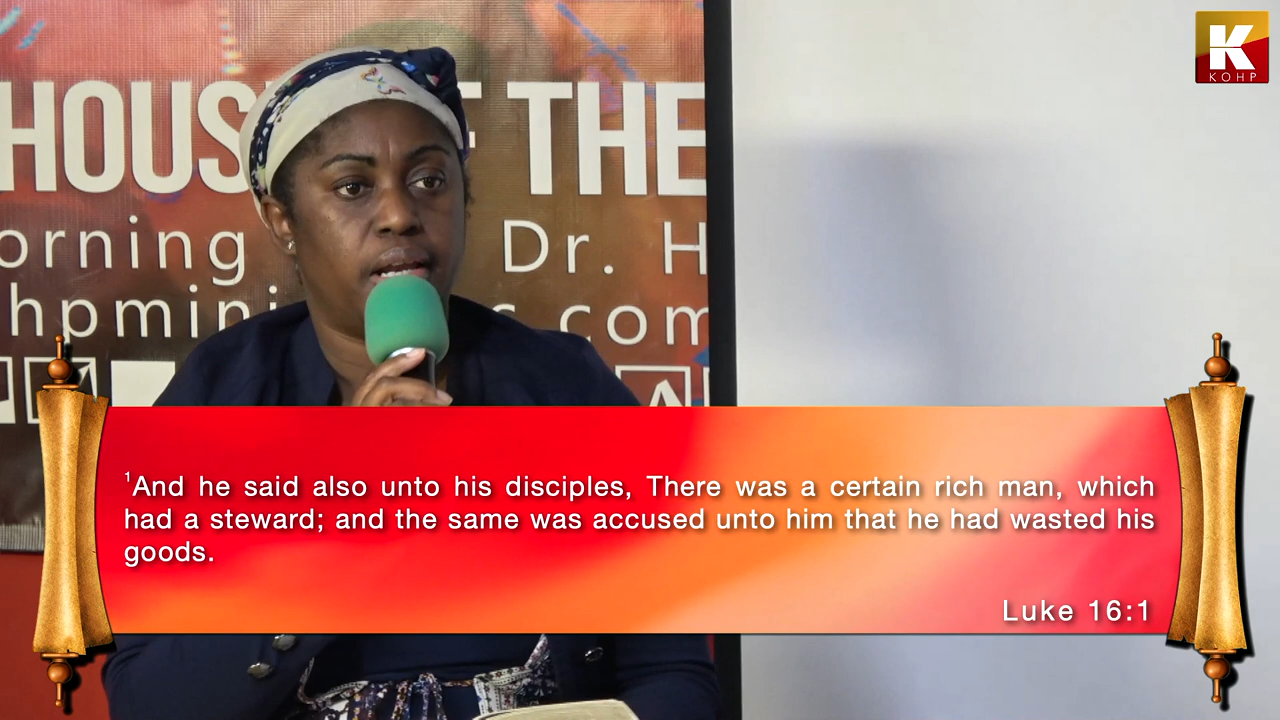 K
KOHP
HOUS F THE
orning Dr. H
hpmini s.com
¹And he said also unto his disciples, There was a certain rich man, which
had a steward; and the same was accused unto him that he had wasted his
goods.
Luke 16:1